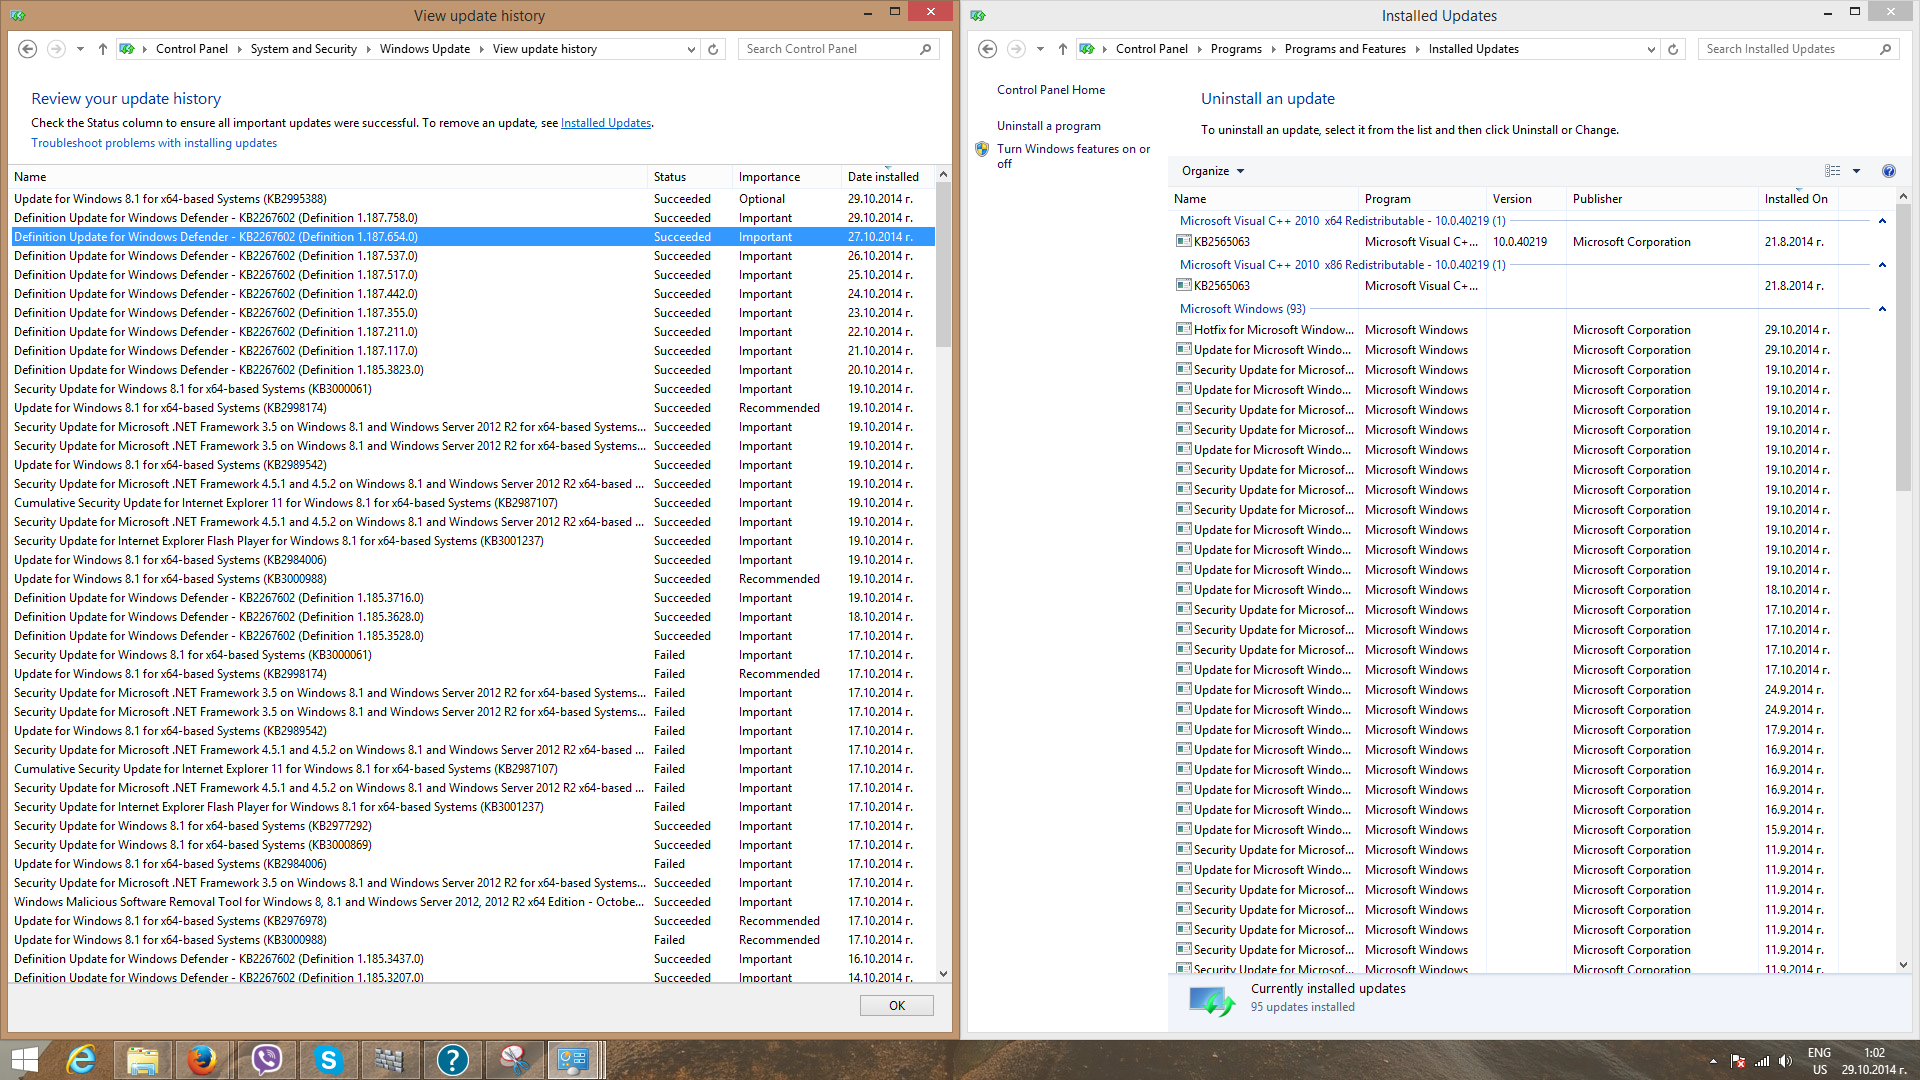 View update history
Control Panel System and Security Windows Update View update history
Search Control Panel
Review your update history
Check the Status column to ensure all important updates were successful. To remove an update, see Installed Updates.
Troubleshoot problems with installing updates
Name Status Importance Date installed
Update for Windows 8.1 for x64-based Systems (KB2995388) Succeeded Optional 29.10.2014 г.
Definition Update for Windows Defender - KB2267602 (Definition 1.187.758.0) Succeeded Important 29.10.2014 г.
Definition Update for Windows Defender - KB2267602 (Definition 1.187.654.0) Succeeded Important 27.10.2014 г.
Definition Update for Windows Defender - KB2267602 (Definition 1.187.537.0) Succeeded Important 26.10.2014 г.
Definition Update for Windows Defender - KB2267602 (Definition 1.187.517.0) Succeeded Important 25.10.2014 г.
Definition Update for Windows Defender - KB2267602 (Definition 1.187.442.0) Succeeded Important 24.10.2014 г.
Definition Update for Windows Defender - KB2267602 (Definition 1.187.355.0) Succeeded Important 23.10.2014 г.
Definition Update for Windows Defender - KB2267602 (Definition 1.187.211.0) Succeeded Important 22.10.2014 г.
Definition Update for Windows Defender - KB2267602 (Definition 1.187.117.0) Succeeded Important 21.10.2014 г.
Definition Update for Windows Defender - KB2267602 (Definition 1.185.3823.0) Succeeded Important 20.10.2014 г.
Security Update for Windows 8.1 for x64-based Systems (KB3000061) Succeeded Important 19.10.2014 г.
Update for Windows 8.1 for x64-based Systems (KB2998174) Succeeded Recommended 19.10.2014 г.
Security Update for Microsoft .NET Framework 3.5 on Windows 8.1 and Windows Server 2012 R2 for x64-based Systems... Succeeded Important 19.10.2014 г.
Security Update for Microsoft .NET Framework 3.5 on Windows 8.1 and Windows Server 2012 R2 for x64-based Systems... Succeeded Important 19.10.2014 г.
Update for Windows 8.1 for x64-based Systems (KB2989542) Succeeded Important 19.10.2014 г.
Security Update for Microsoft .NET Framework 4.5.1 and 4.5.2 on Windows 8.1 and Windows Server 2012 R2 x64-based ... Succeeded Important 19.10.2014 г.
Cumulative Security Update for Internet Explorer 11 for Windows 8.1 for x64-based Systems (KB2987107) Succeeded Important 19.10.2014 г.
Security Update for Microsoft .NET Framework 4.5.1 and 4.5.2 on Windows 8.1 and Windows Server 2012 R2 x64-based ... Succeeded Important 19.10.2014 г.
Security Update for Internet Explorer Flash Player for Windows 8.1 for x64-based Systems (KB3001237) Succeeded Important 19.10.2014 г.
Update for Windows 8.1 for x64-based Systems (KB2984006) Succeeded Important 19.10.2014 г.
Update for Windows 8.1 for x64-based Systems (KB3000988) Succeeded Recommended 19.10.2014 г.
Definition Update for Windows Defender - KB2267602 (Definition 1.185.3716.0) Succeeded Important 19.10.2014 г.
Definition Update for Windows Defender - KB2267602 (Definition 1.185.3628.0) Succeeded Important 18.10.2014 г.
Definition Update for Windows Defender - KB2267602 (Definition 1.185.3528.0) Succeeded Important 17.10.2014 г.
Security Update for Windows 8.1 for x64-based Systems (KB3000061) Failed Important 17.10.2014 г.
Update for Windows 8.1 for x64-based Systems (KB2998174) Failed Recommended 17.10.2014 г.
Security Update for Microsoft .NET Framework 3.5 on Windows 8.1 and Windows Server 2012 R2 for x64-based Systems... Failed Important 17.10.2014 г.
Security Update for Microsoft .NET Framework 3.5 on Windows 8.1 and Windows Server 2012 R2 for x64-based Systems... Failed Important 17.10.2014 г.
Update for Windows 8.1 for x64-based Systems (KB2989542) Failed Important 17.10.2014 г.
Security Update for Microsoft .NET Framework 4.5.1 and 4.5.2 on Windows 8.1 and Windows Server 2012 R2 x64-based ... Failed Important 17.10.2014 г.
Cumulative Security Update for Internet Explorer 11 for Windows 8.1 for x64-based Systems (KB2987107) Failed Important 17.10.2014 г.
Security Update for Microsoft .NET Framework 4.5.1 and 4.5.2 on Windows 8.1 and Windows Server 2012 R2 x64-based ... Failed Important 17.10.2014 г.
Security Update for Internet Explorer Flash Player for Windows 8.1 for x64-based Systems (KB3001237) Failed Important 17.10.2014 г.
Security Update for Windows 8.1 for x64-based Systems (KB2977292) Succeeded Important 17.10.2014 г.
Security Update for Windows 8.1 for x64-based Systems (KB3000869) Succeeded Important 17.10.2014 г.
Update for Windows 8.1 for x64-based Systems (KB2984006) Failed Important 17.10.2014 г.
Security Update for Microsoft .NET Framework 3.5 on Windows 8.1 and Windows Server 2012 R2 for x64-based Systems... Succeeded Important 17.10.2014 г.
Windows Malicious Software Removal Tool for Windows 8, 8.1 and Windows Server 2012, 2012 R2 x64 Edition - Octobe... Succeeded Important 17.10.2014 г.
Update for Windows 8.1 for x64-based Systems (KB2976978) Succeeded Recommended 17.10.2014 г.
Update for Windows 8.1 for x64-based Systems (KB3000988) Failed Recommended 17.10.2014 г.
Definition Update for Windows Defender - KB2267602 (Definition 1.185.3437.0) Succeeded Important 16.10.2014 г.
Definition Update for Windows Defender - KB2267602 (Definition 1.185.3207.0) Succeeded Important 14.10.2014 г.
OK
Installed Updates
Control Panel Programs Programs and Features Installed Updates
Search Installed Updates
Control Panel Home
Uninstall a program
Turn Windows features on or
off
Uninstall an update
To uninstall an update, select it from the list and then click Uninstall or Change.
Organize
Name Program Version Publisher Installed On
Microsoft Visual C++ 2010 x64 Redistributable - 10.0.40219 (1)
KB2565063 Microsoft Visual C+... 10.0.40219 Microsoft Corporation 21.8.2014 г.
Microsoft Visual C++ 2010 x86 Redistributable - 10.0.40219 (1)
KB2565063 Microsoft Visual C+... 21.8.2014 г.
Microsoft Windows (93)
Hotfix for Microsoft Window... Microsoft Windows Microsoft Corporation 29.10.2014 г.
Update for Microsoft Windo... Microsoft Windows Microsoft Corporation 29.10.2014 г.
Security Update for Microsof... Microsoft Windows Microsoft Corporation 19.10.2014 г.
Update for Microsoft Windo... Microsoft Windows Microsoft Corporation 19.10.2014 г.
Security Update for Microsof... Microsoft Windows Microsoft Corporation 19.10.2014 г.
Security Update for Microsof... Microsoft Windows Microsoft Corporation 19.10.2014 г.
Update for Microsoft Windo... Microsoft Windows Microsoft Corporation 19.10.2014 г.
Security Update for Microsof... Microsoft Windows Microsoft Corporation 19.10.2014 г.
Security Update for Microsof... Microsoft Windows Microsoft Corporation 19.10.2014 г.
Security Update for Microsof... Microsoft Windows Microsoft Corporation 19.10.2014 г.
Update for Microsoft Windo... Microsoft Windows Microsoft Corporation 19.10.2014 г.
Update for Microsoft Windo... Microsoft Windows Microsoft Corporation 19.10.2014 г.
Update for Microsoft Windo... Microsoft Windows Microsoft Corporation 19.10.2014 г.
Update for Microsoft Windo... Microsoft Windows Microsoft Corporation 18.10.2014 г.
Security Update for Microsof... Microsoft Windows Microsoft Corporation 17.10.2014 г.
Security Update for Microsof... Microsoft Windows Microsoft Corporation 17.10.2014 г.
Security Update for Microsof... Microsoft Windows Microsoft Corporation 17.10.2014 г.
Update for Microsoft Windo... Microsoft Windows Microsoft Corporation 17.10.2014 г.
Update for Microsoft Windo... Microsoft Windows Microsoft Corporation 24.9.2014 г.
Update for Microsoft Windo... Microsoft Windows Microsoft Corporation 24.9.2014 г.
Update for Microsoft Windo... Microsoft Windows Microsoft Corporation 17.9.2014 г.
Update for Microsoft Windo... Microsoft Windows Microsoft Corporation 16.9.2014 г.
Update for Microsoft Windo... Microsoft Windows Microsoft Corporation 16.9.2014 г.
Update for Microsoft Windo... Microsoft Windows Microsoft Corporation 16.9.2014 г.
Update for Microsoft Windo... Microsoft Windows Microsoft Corporation 16.9.2014 г.
Update for Microsoft Windo... Microsoft Windows Microsoft Corporation 15.9.2014 г.
Security Update for Microsof... Microsoft Windows Microsoft Corporation 11.9.2014 г.
Update for Microsoft Windo... Microsoft Windows Microsoft Corporation 11.9.2014 г.
Security Update for Microsof... Microsoft Windows Microsoft Corporation 11.9.2014 г.
Security Update for Microsof... Microsoft Windows Microsoft Corporation 11.9.2014 г.
Security Update for Microsof... Microsoft Windows Microsoft Corporation 11.9.2014 г.
Security Update for Microsof... Microsoft Windows Microsoft Corporation 11.9.2014 г.
Security Update for Microsof... Microsoft Windows Microsoft Corporation 11.9.2014 г.
Currently installed updates
95 updates installed
ENG 1:02
US 29.10.2014 г.